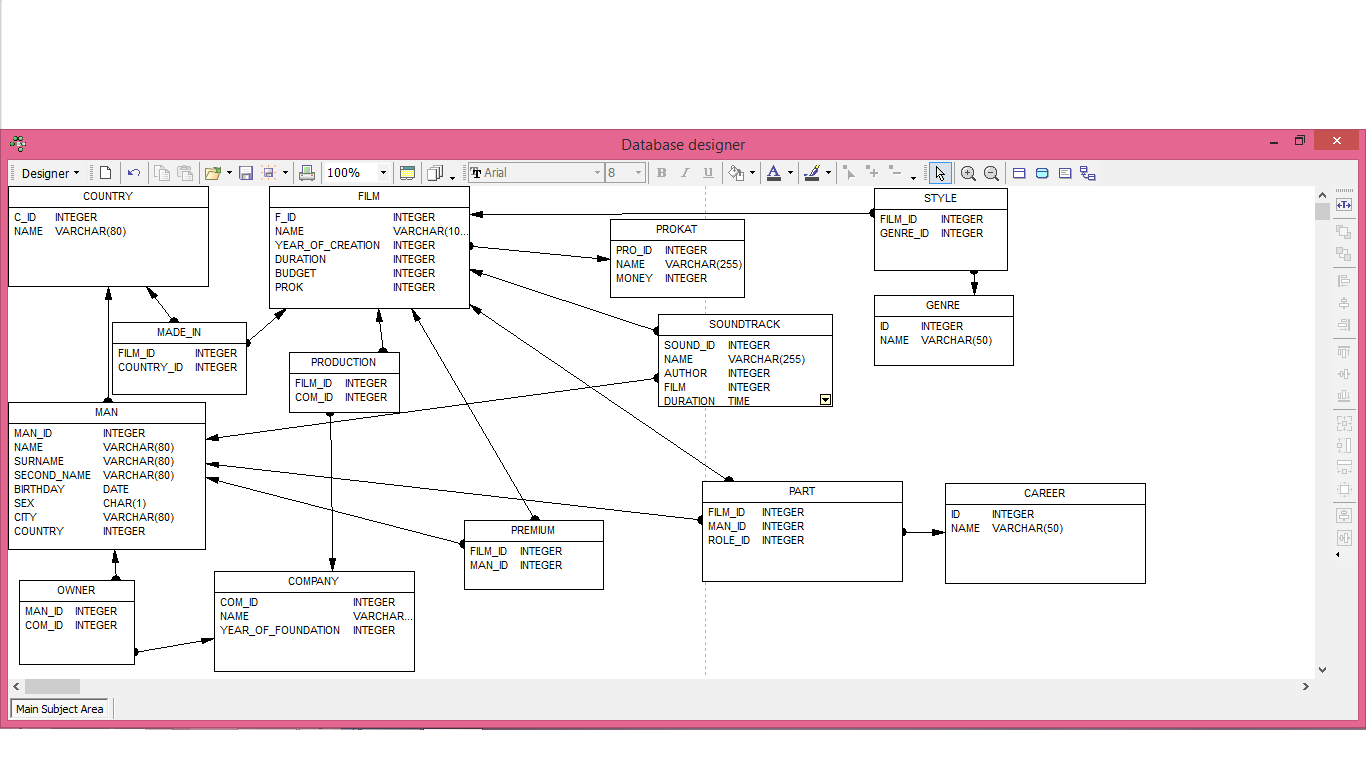 Database designer
Designer
100%
Arial
8
B I U
A
COUNTRY
C_ID INTEGER
NAME VARCHAR(80)
FILM
F_ID INTEGER
NAME VARCHAR(10...
YEAR_OF_CREATION INTEGER
DURATION INTEGER
BUDGET INTEGER
PROK INTEGER
PROKAT
PRO_ID INTEGER
NAME VARCHAR(255)
MONEY INTEGER
STYLE
FILM_ID INTEGER
GENRE_ID INTEGER
GENRE
ID INTEGER
NAME VARCHAR(50)
MADE_IN
FILM_ID INTEGER
COUNTRY_ID INTEGER
PRODUCTION
FILM_ID INTEGER
COM_ID INTEGER
SOUNDTRACK
SOUND_ID INTEGER
NAME VARCHAR(255)
AUTHOR INTEGER
FILM INTEGER
DURATION TIME
MAN
MAN_ID INTEGER
NAME VARCHAR(80)
SURNAME VARCHAR(80)
SECOND_NAME VARCHAR(80)
BIRTHDAY DATE
SEX CHAR(1)
CITY VARCHAR(80)
COUNTRY INTEGER
PREMIUM
FILM_ID INTEGER
MAN_ID INTEGER
PART
FILM_ID INTEGER
MAN_ID INTEGER
ROLE_ID INTEGER
CAREER
ID INTEGER
NAME VARCHAR(50)
OWNER
MAN_ID INTEGER
COM_ID INTEGER
COMPANY
COM_ID INTEGER
NAME VARCHAR...
YEAR_OF_FOUNDATION INTEGER
Main Subject Area